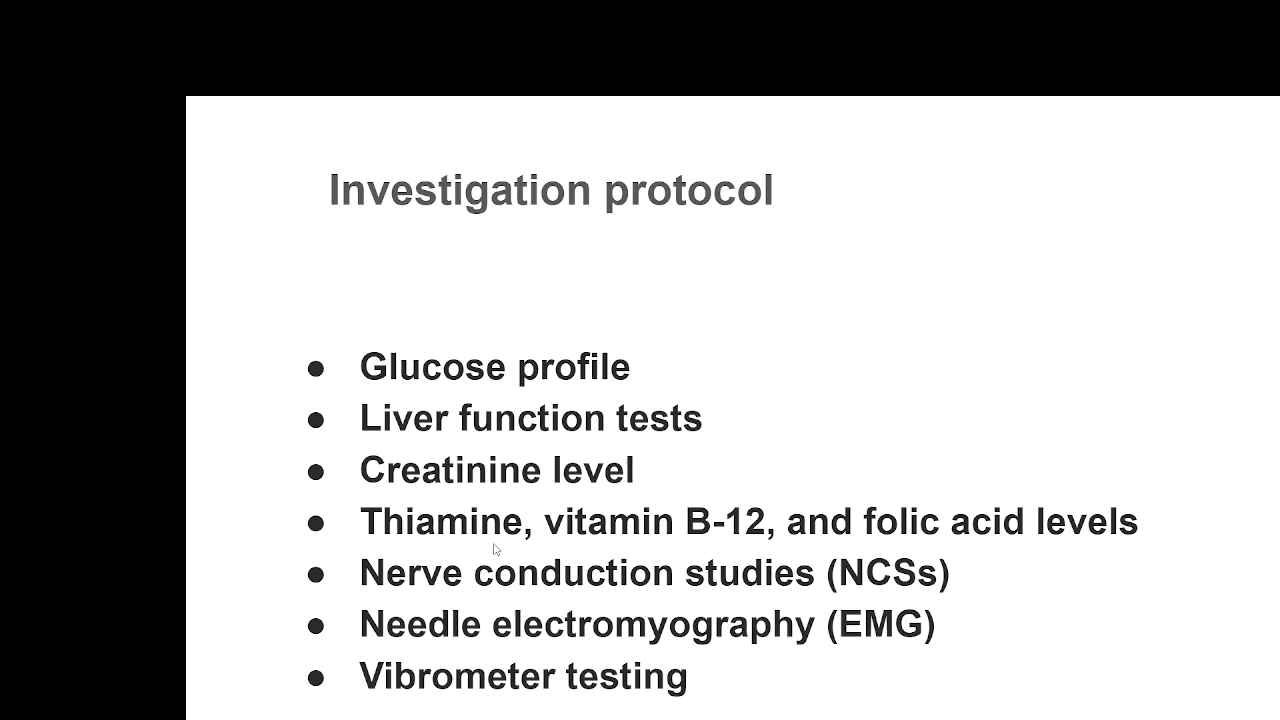 Investigation protocol
● Glucose profile
● Liver function tests
● Creatinine level
● Thiamine, vitamin B-12, and folic acid levels
● Nerve conduction studies (NCSs)
● Needle electromyography (EMG)
● Vibrometer testing